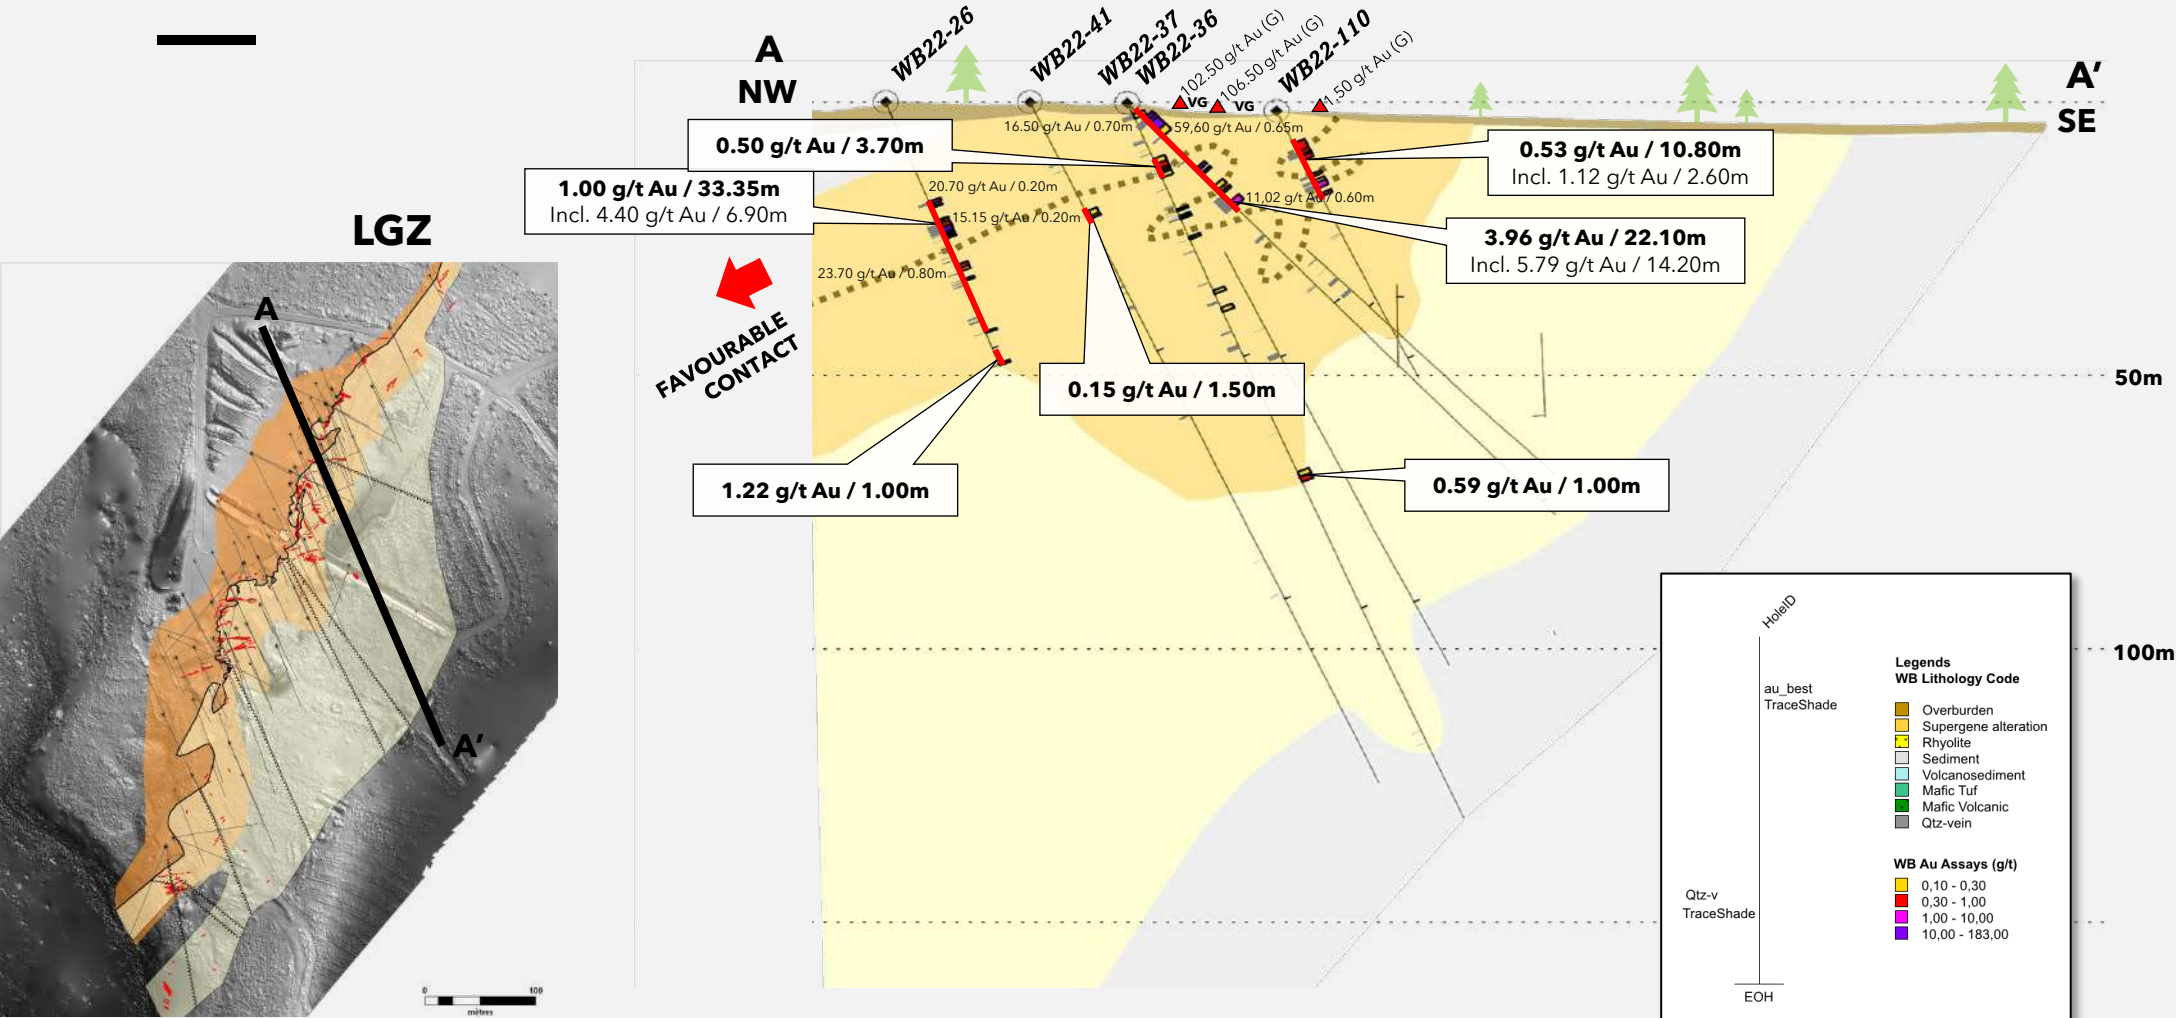 A
NW
WB22-26
WB22-41
WB22-37
WB22-36
102.50 g/t Au (G)
VG
106.50 g/t Au (G)
VG
WB22-110
1,50 g/t Au (G)
A'
SE
16.50 g/t Au / 0.70m
59,60 g/t Au / 0.65m
0.50 g/t Au / 3.70m
0.53 g/t Au / 10.80m
Incl. 1.12 g/t Au / 2.60m
1.00 g/t Au / 33.35m
Incl. 4.40 g/t Au / 6.90m
20.70 g/t Au / 0.20m
15.15 g/t Au / 0.20m
11,02 g/t Au / 0.60m
3.96 g/t Au / 22.10m
Incl. 5.79 g/t Au / 14.20m
23.70 g/t Au / 0.80m
LGZ
FAVOURABLE
CONTACT
0.15 g/t Au / 1.50m
50m
1.22 g/t Au / 1.00m
0.59 g/t Au / 1.00m
100m
A
A'
0 100
mètres
HoleID
au_best
TraceShade
Qtz-v
TraceShade
EOH
Legends
WB Lithology Code
Overburden
Supergene alteration
Rhyolite
Sediment
Volcanosediment
Mafic Tuf
Mafic Volcanic
Qtz-vein
WB Au Assays (g/t)
0,10 - 0,30
0,30 - 1,00
1,00 - 10,00
10,00 - 183,00